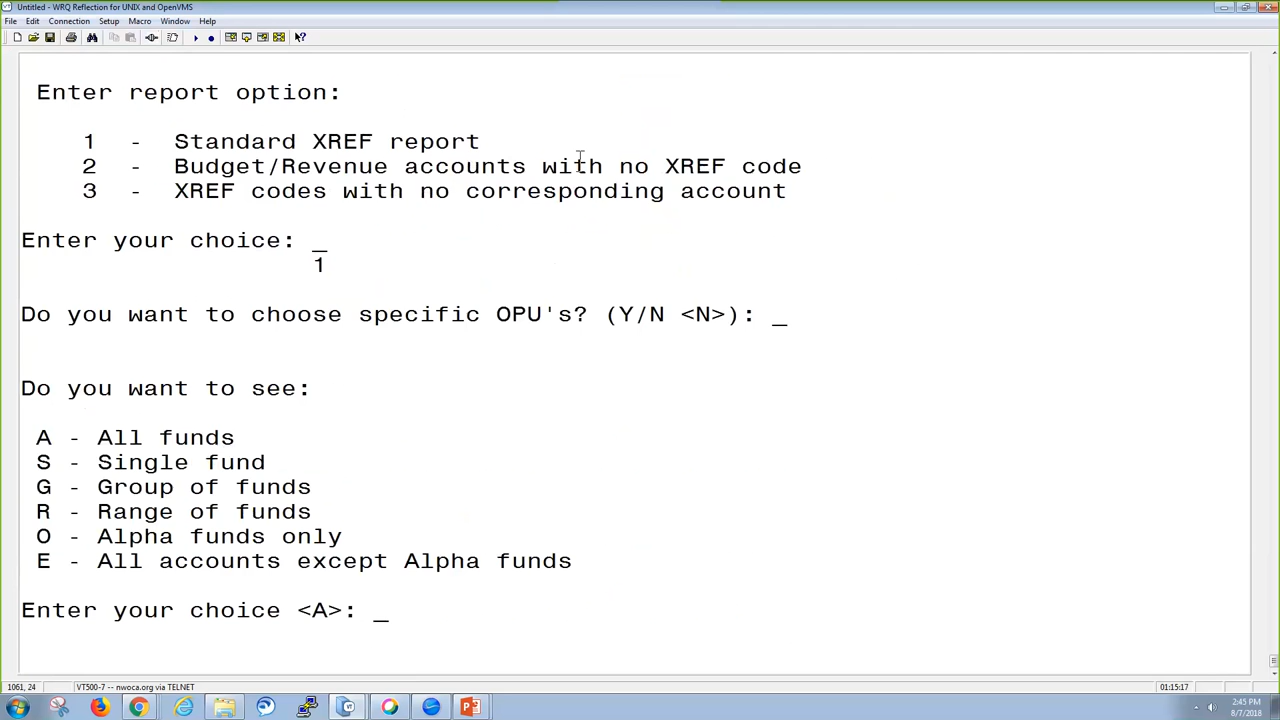 Untitled - WRQ Reflection for UNIX and OpenVMS
File Edit Connection Setup Macro Window Help
Enter report option:
1 - Standard XREF report
2 - Budget/Revenue accounts with no XREF code
3 - XREF codes with no corresponding account
Enter your choice: _
1
Do you want to choose specific OPU's? (Y/N <N>): _
Do you want to see:
A - All funds
S - Single fund
G - Group of funds
R - Range of funds
O - Alpha funds only
E - All accounts except Alpha funds
Enter your choice <A>: _
1061, 24 VT500-7 -- nwoca.org via TELNET 01:15:17
2:45 PM
8/7/2018